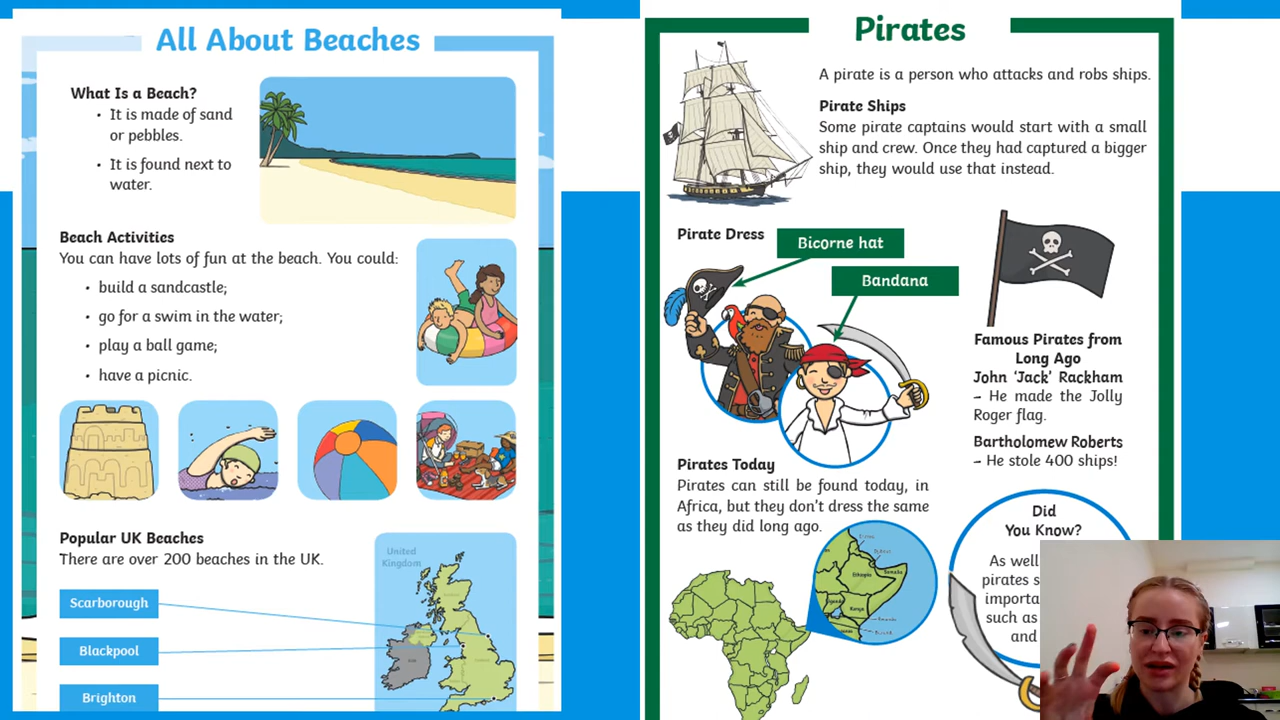 All About Beaches
What Is a Beach?
• It is made of sand
or pebbles.
• It is found next to
water.
Beach Activities
You can have lots of fun at the beach. You could:
• build a sandcastle;
• go for a swim in the water;
• play a ball game;
• have a picnic.
Popular UK Beaches
There are over 200 beaches in the UK.
Scarborough
Blackpool
Brighton
United
Kingdom
Pirates
A pirate is a person who attacks and robs ships.
Pirate Ships
Some pirate captains would start with a small
ship and crew. Once they had captured a bigger
ship, they would use that instead.
Pirate Dress
Bicorne hat
Bandana
Famous Pirates from
Long Ago
John ‘Jack’ Rackham
– He made the Jolly
Roger flag.
Bartholomew Roberts
– He stole 400 ships!
Pirates Today
Pirates can still be found today, in
Africa, but they don’t dress the same
as they did long ago.
Ethiopia
Somalia
Uganda
Kenya
Did
You Know?
As well
pirates s
importa
such as
and